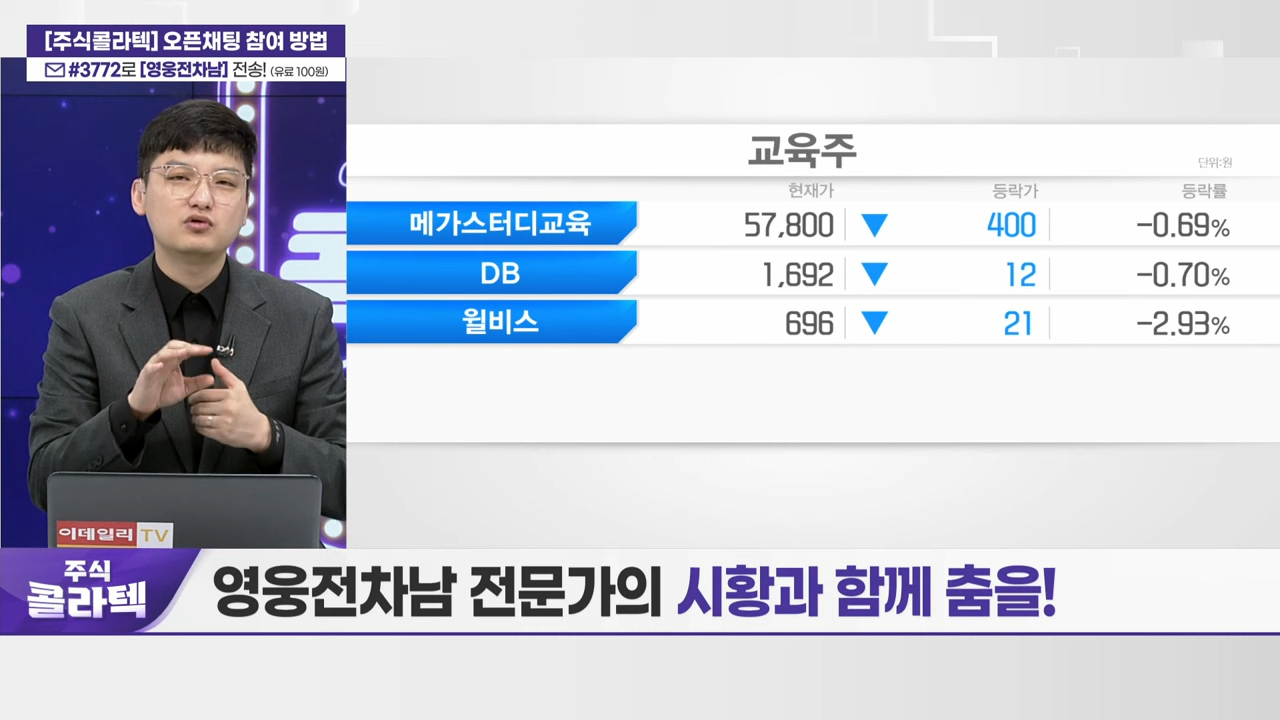 [주식콜라텍] 오픈채팅 참여 방법
#3772로 [영웅전차남] 전송! (유료 100원)
교육주
단위:원
현재가 등락가 등락률
메가스터디교육 57,800 ▼ 400 -0.69%
DB 1,692 ▼ 12 -0.70%
윌비스 696 ▼ 21 -2.93%
이데일리 TV
주식
콜라텍
영웅전차남 전문가의 시황과 함께 춤을!